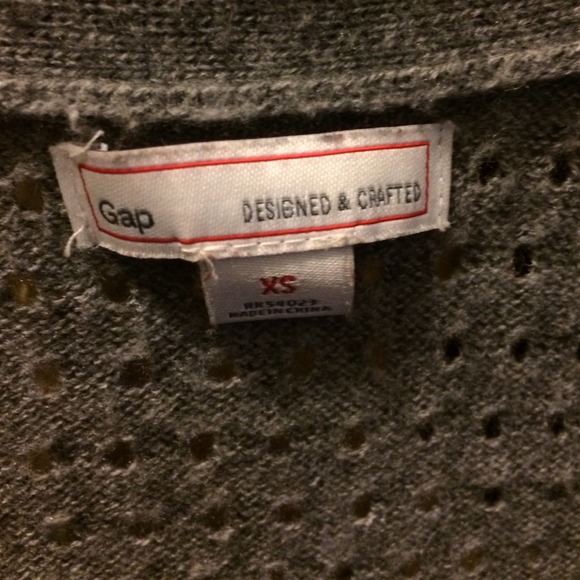 Gap DESIGNED & CRAFTED
XS
RN54023
MADE IN CHINA